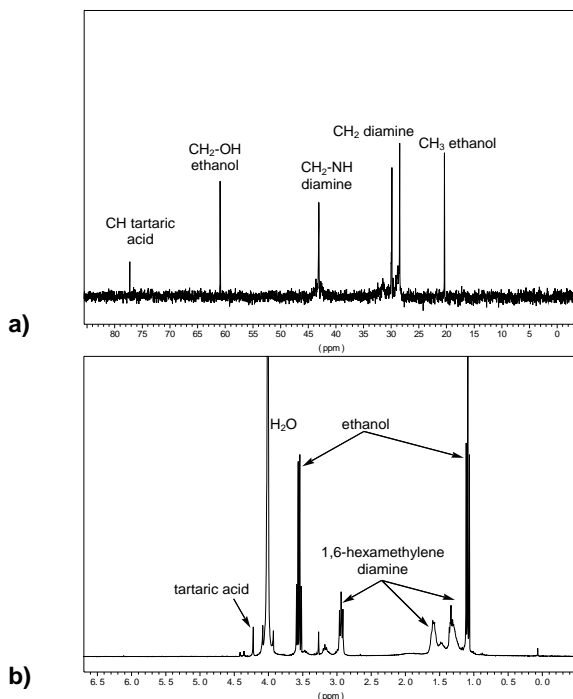 CH₂ diamine
CH₂-OH
ethanol
CH₃ ethanol
CH₂-NH
diamine
CH tartaric
acid
80 75 70 65 60 55 50 45 40 35 30 25 20 15 10 5 0
(ppm)
a)
H₂O
ethanol
1,6-hexamethylene
diamine
tartaric acid
6.5 6.0 5.5 5.0 4.5 4.0 3.5 3.0 2.5 2.0 1.5 1.0 0.0
(ppm)
b)